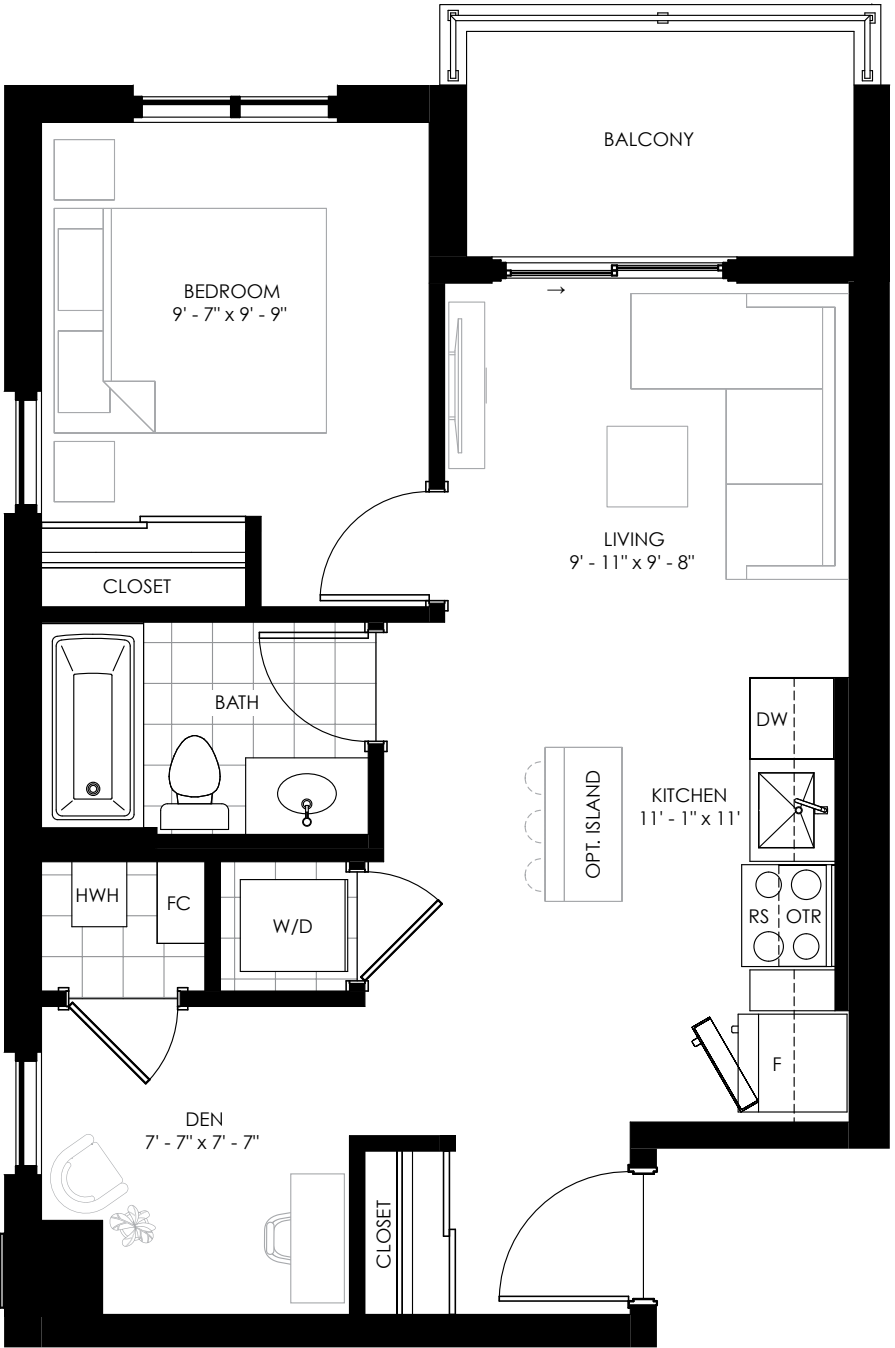 BALCONY
BEDROOM
9' - 7" x 9' - 9"
→
LIVING
9' - 11" x 9' - 8"
CLOSET
BATH
DW
KITCHEN
11' - 1" x 11'
OPT. ISLAND
HWH
FC
W/D
RS
OTR
F
DEN
7' - 7" x 7' - 7"
CLOSET